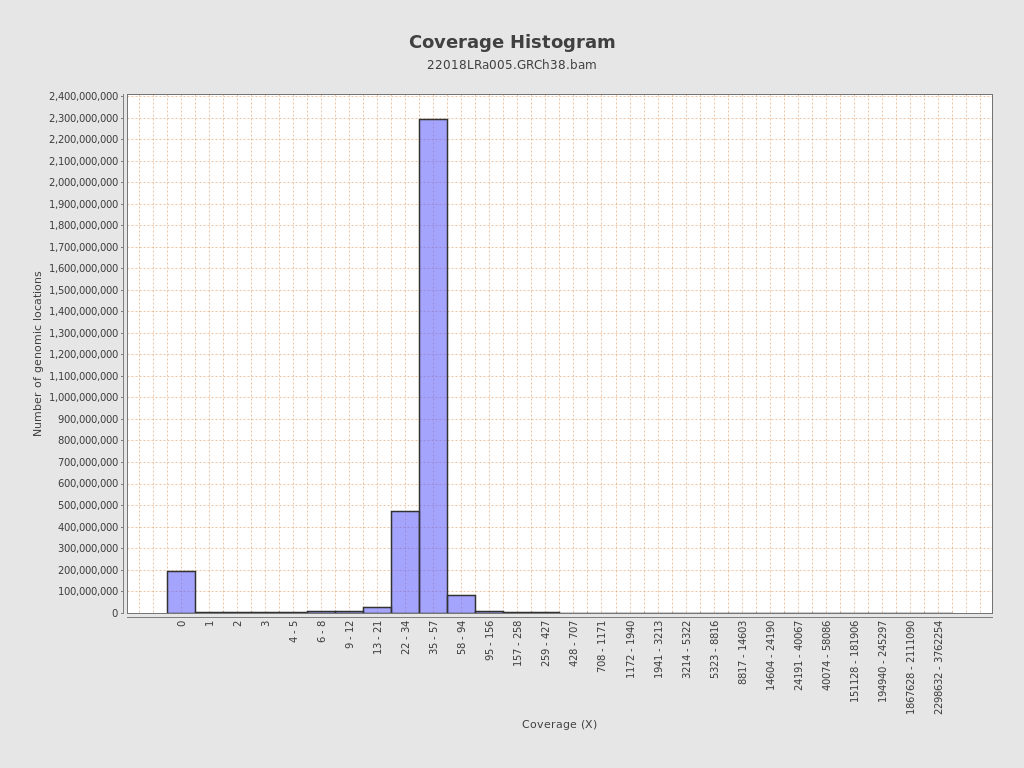 Coverage Histogram
22018LRa005.GRCh38.bam
Number of genomic locations
2,400,000,000
2,300,000,000
2,200,000,000
2,100,000,000
2,000,000,000
1,900,000,000
1,800,000,000
1,700,000,000
1,600,000,000
1,500,000,000
1,400,000,000
1,300,000,000
1,200,000,000
1,100,000,000
1,000,000,000
900,000,000
800,000,000
700,000,000
600,000,000
500,000,000
400,000,000
300,000,000
200,000,000
100,000,000
0
0
1
2
3
4 - 5
6 - 8
9 - 12
13 - 21
22 - 34
35 - 57
58 - 94
95 - 156
157 - 258
259 - 427
428 - 707
708 - 1171
1172 - 1940
1941 - 3213
3214 - 5322
5323 - 8816
8817 - 14603
14604 - 24190
24191 - 40067
40074 - 58086
151128 - 181906
194940 - 245297
1867628 - 2111090
2298632 - 3762254
Coverage (X)